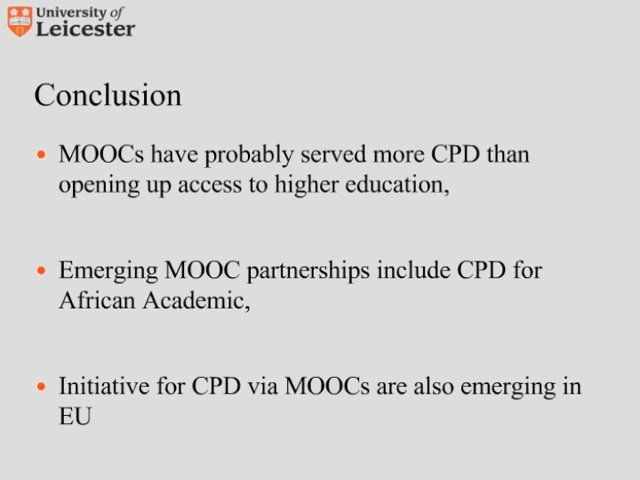 University of
Leicester
Conclusion
• MOOCs have probably served more CPD than
opening up access to higher education,
• Emerging MOOC partnerships include CPD for
African Academic,
• Initiative for CPD via MOOCs are also emerging in
EU